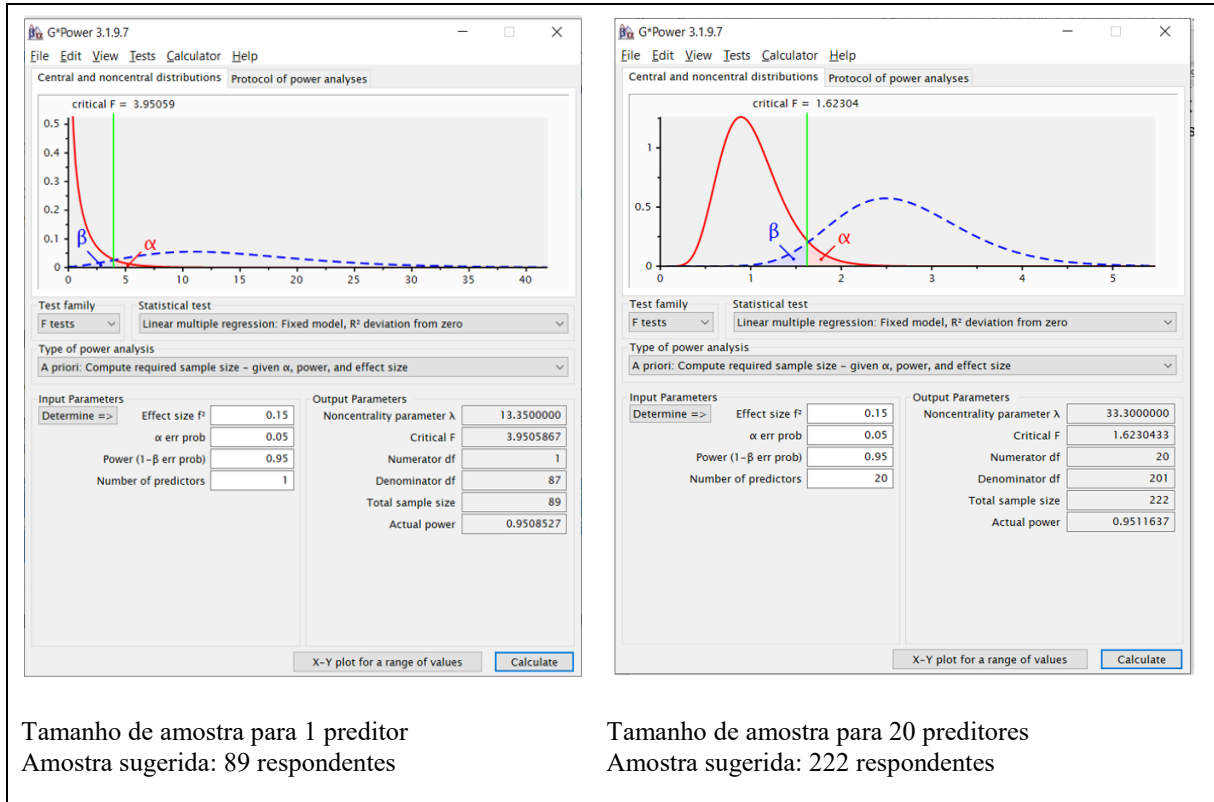 G*Power 3.1.9.7
File Edit View Tests Calculator Help
Central and noncentral distributions Protocol of power analyses
critical F = 3.95059
0.5
0.4
0.3
0.2
0.1
0
β
α
0 5 10 15 20 25 30 35 40
Test family Statistical test
F tests Linear multiple regression: Fixed model, R² deviation from zero
Type of power analysis
A priori: Compute required sample size – given α, power, and effect size
Input Parameters Output Parameters
Determine => Effect size f² 0.15 Noncentrality parameter λ 13.3500000
α err prob 0.05 Critical F 3.9505867
Power (1-β err prob) 0.95 Numerator df 1
Number of predictors 1 Denominator df 87
Total sample size 89
Actual power 0.9508527
X-Y plot for a range of values Calculate
Tamanho de amostra para 1 preditor
Amostra sugerida: 89 respondentes
G*Power 3.1.9.7
File Edit View Tests Calculator Help
Central and noncentral distributions Protocol of power analyses
critical F = 1.62304
1
0.5
0
β
α
0 1 2 3 4 5
Test family Statistical test
F tests Linear multiple regression: Fixed model, R² deviation from zero
Type of power analysis
A priori: Compute required sample size – given α, power, and effect size
Input Parameters Output Parameters
Determine => Effect size f² 0.15 Noncentrality parameter λ 33.3000000
α err prob 0.05 Critical F 1.6230433
Power (1-β err prob) 0.95 Numerator df 20
Number of predictors 20 Denominator df 201
Total sample size 222
Actual power 0.9511637
X-Y plot for a range of values Calculate
Tamanho de amostra para 20 preditores
Amostra sugerida: 222 respondentes